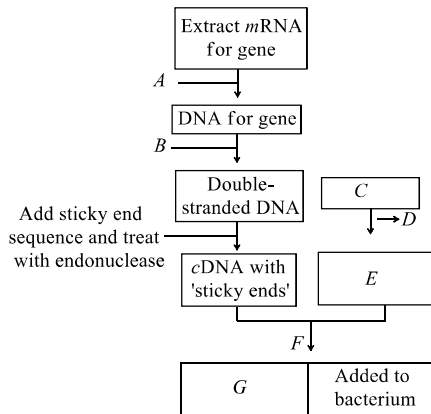 Extract mRNA
for gene
A
DNA for gene
B
Double-
stranded DNA
C
D
Add sticky end
sequence and treat
with endonuclease
cDNA with
'sticky ends'
E
F
G
Added to
bacterium